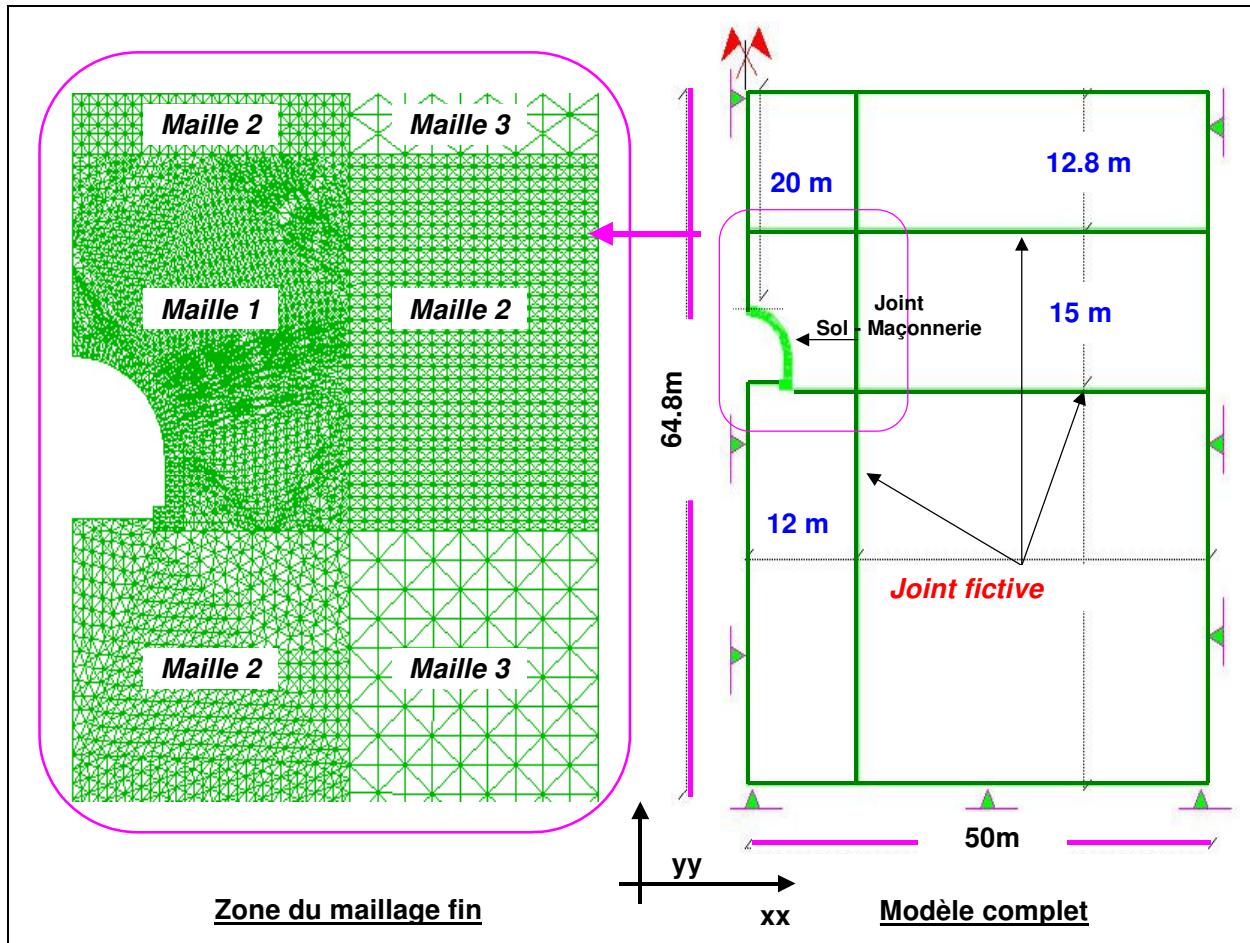 Maille 2
Maille 3
Maille 1
Maille 2
Maille 2
Maille 3
Zone du maillage fin
64.8m
20 m
12.8 m
Joint
Sol - Maçonnerie
15 m
12 m
Joint fictive
50m
yy
xx
Modèle complet